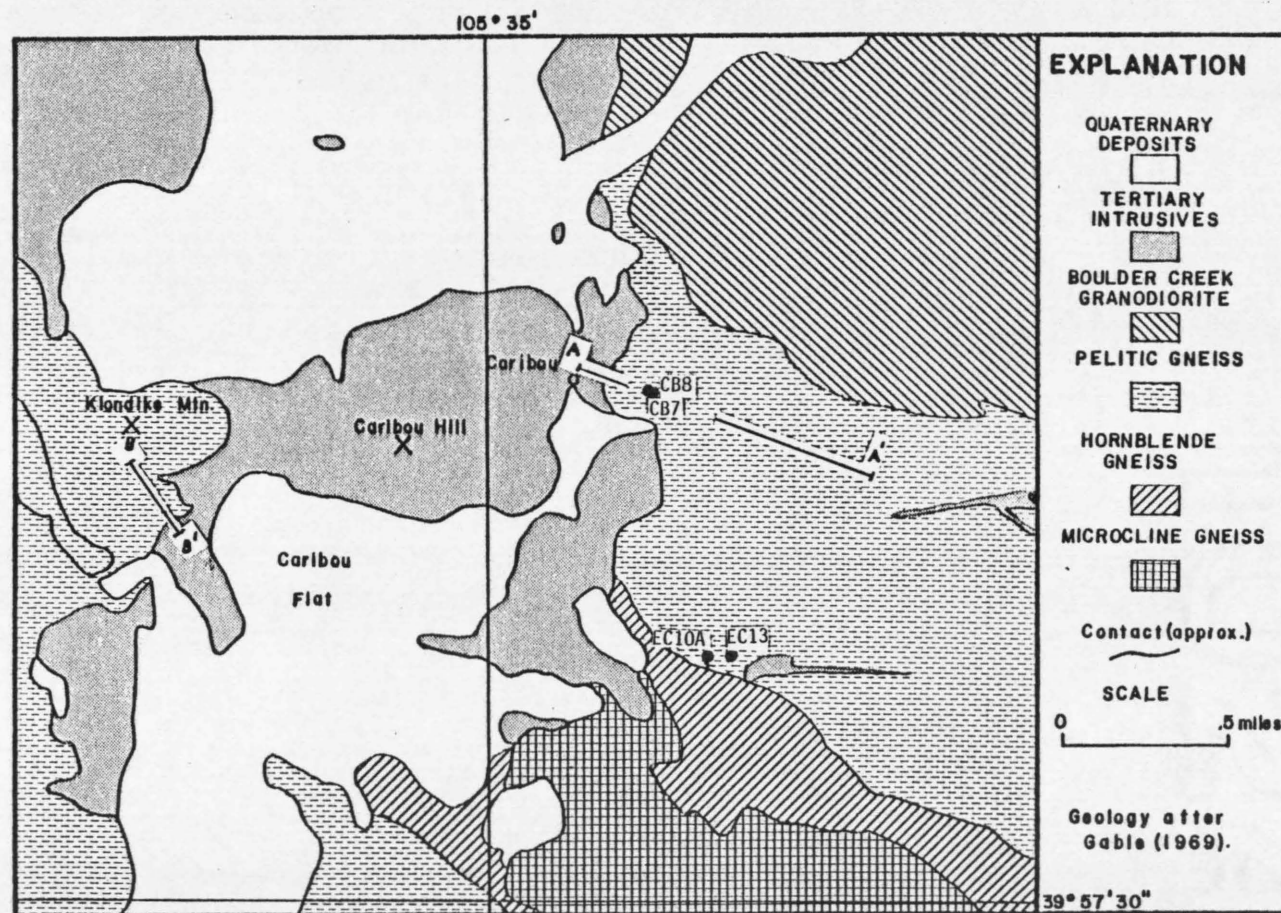 105° 35'
EXPLANATION
QUATERNARY
DEPOSITS
TERTIARY
INTRUSIVES
BOULDER CREEK
GRANODIORITE
PELITIC GNEISS
HORNBLENDE
GNEISS
MICROCLINE GNEISS
Contact (approx.)
SCALE
0 .5 miles
Geology after
Gable (1969).
39° 57' 30"
Caribou
A
CB8
CB7
A'
Klondike Mtn.
X
B
B'
Caribou Hill
X
Caribou
Flat
EC10A
EC13